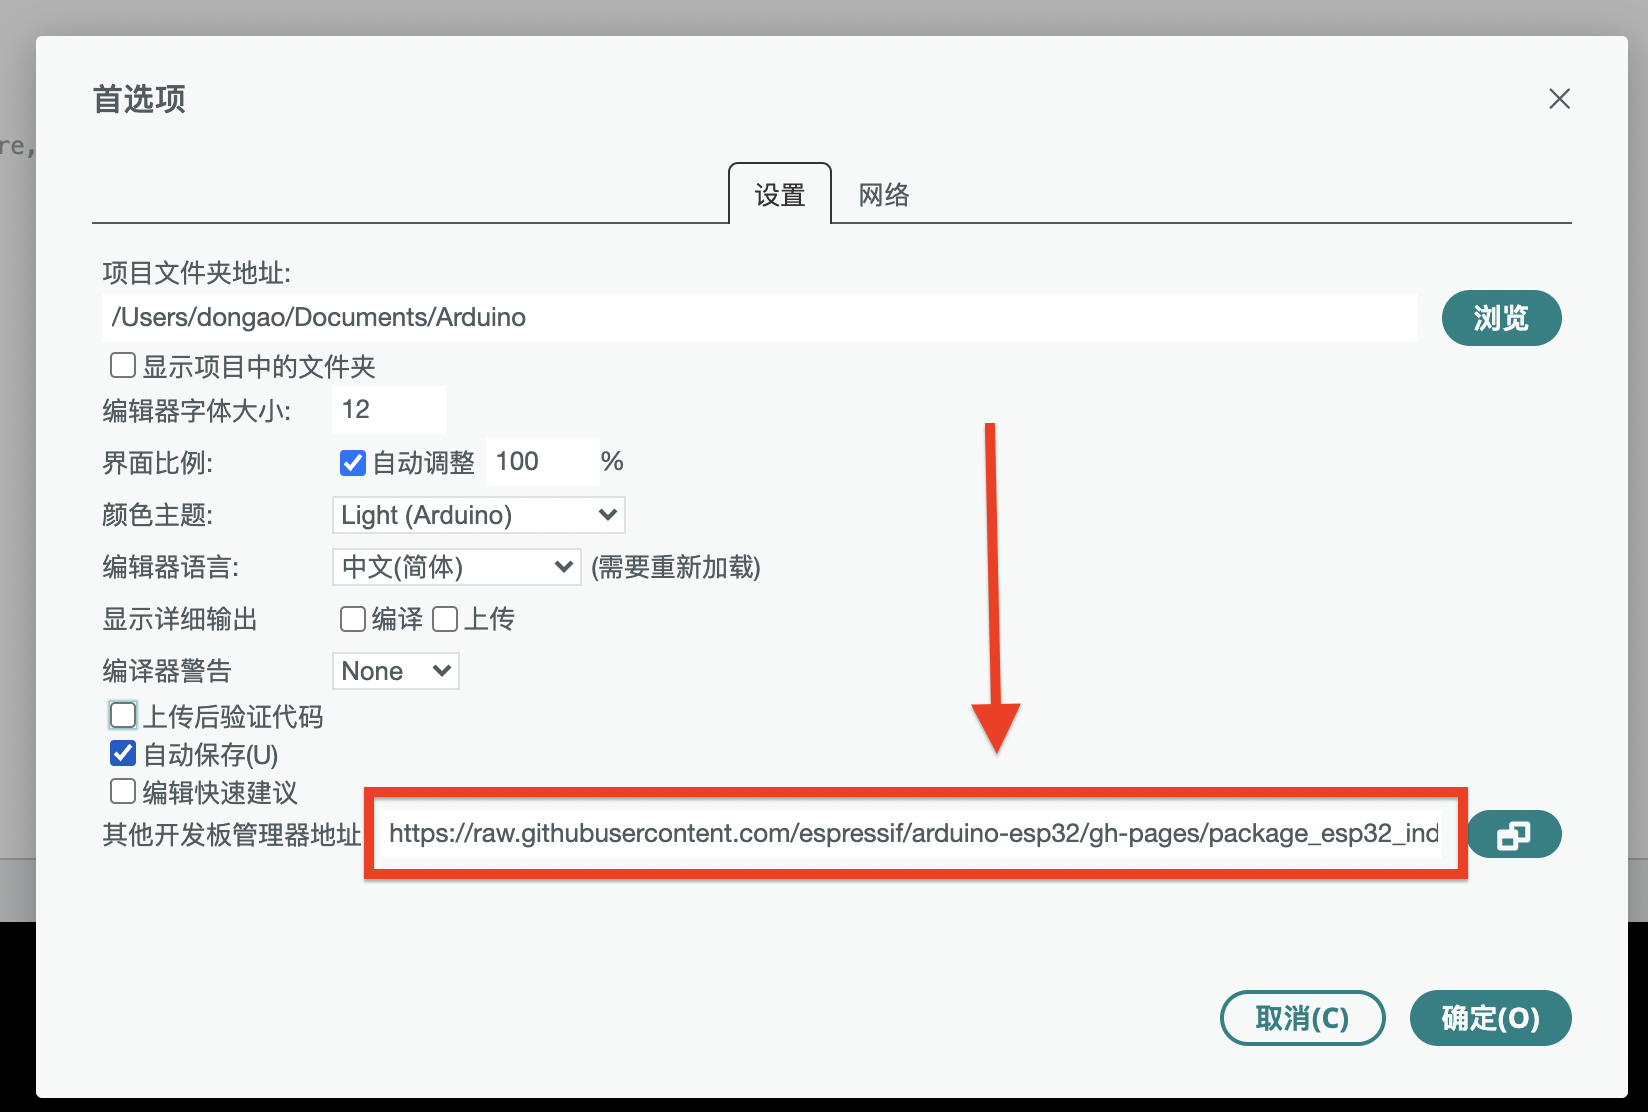 首选项
re,
设置 网络
项目文件夹地址:
/Users/dongao/Documents/Arduino 浏览
显示项目中的文件夹
编辑器字体大小: 12
界面比例: 自动调整 100 %
颜色主题: Light (Arduino)
编辑器语言: 中文(简体) (需要重新加载)
显示详细输出 编译 上传
编译器警告 None
上传后验证代码
自动保存(U)
编辑快速建议
其他开发板管理器地址 https://raw.githubusercontent.com/espressif/arduino-esp32/gh-pages/package_esp32_ind
取消(C) 确定(O)